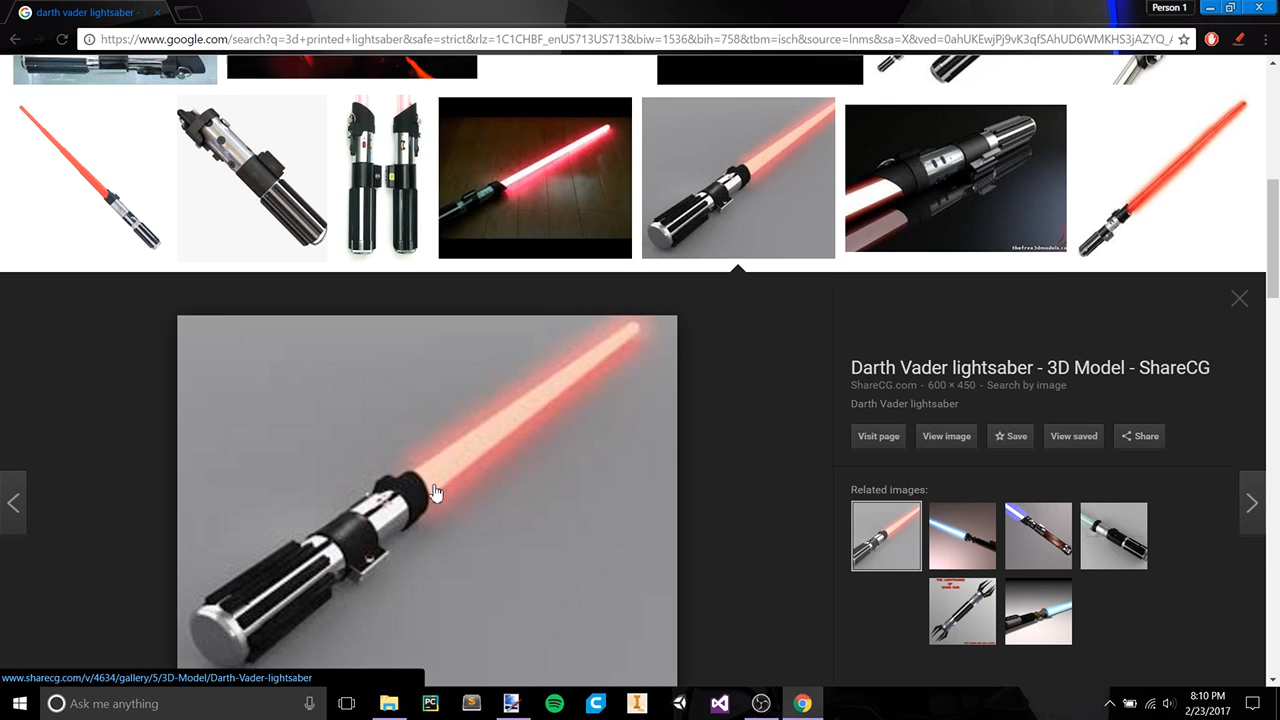 darth vader lightsaber -
Person 1
https://www.google.com/search?q=3d+printed+lightsaber&safe=strict&rlz=1C1CHBF_enUS713US713&biw=1536&bih=758&tbm=isch&source=lnms&sa=X&ved=0ahUKEwjPj9vK3qfSAhUD6WMKHS3jAZYQ_A
thefree3dmodels.co
Darth Vader lightsaber - 3D Model - ShareCG
ShareCG.com - 600 × 450 - Search by image
Darth Vader lightsaber
Visit page
View image
Save
View saved
Share
Related images:
www.sharecg.com/v/4634/gallery/5/3D-Model/Darth-Vader-lightsaber
Ask me anything
8:10 PM
2/23/2017